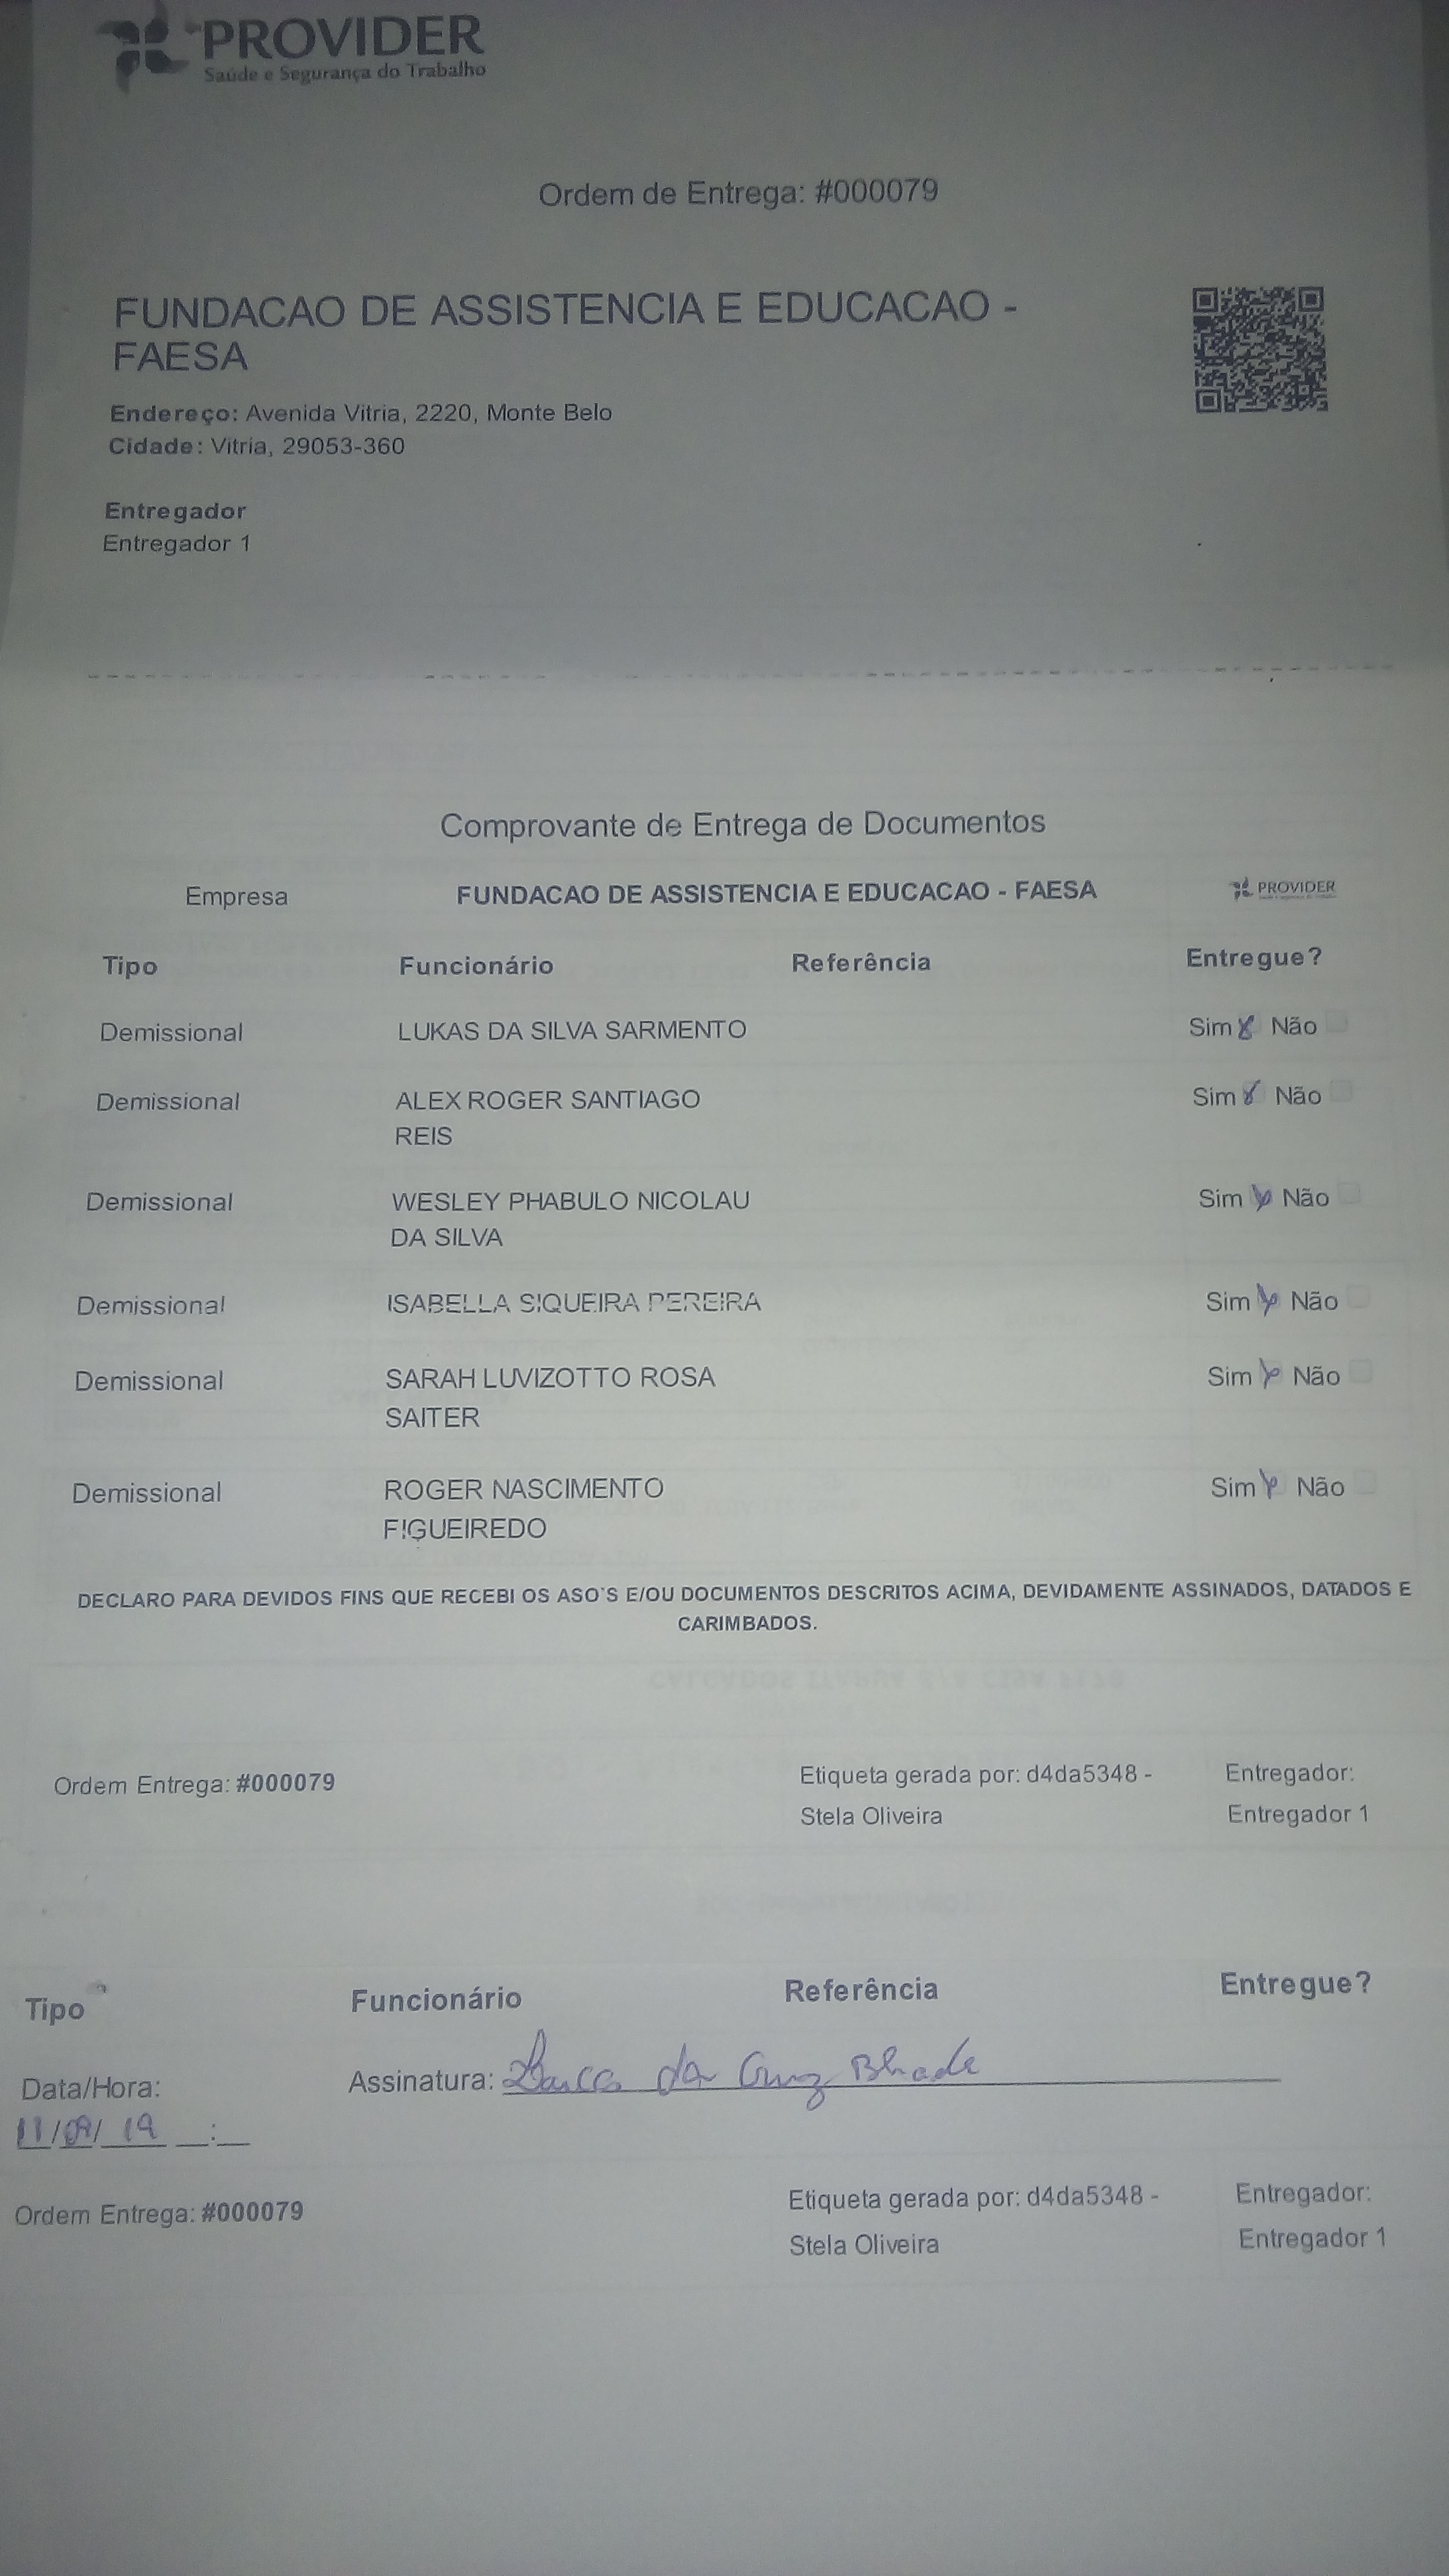 PROVIDER
Saúde e Segurança do Trabalho
Ordem de Entrega: #000079
FUNDACAO DE ASSISTENCIA E EDUCACAO -
FAESA
Endereço: Avenida Vitria, 2220, Monte Belo
Cidade: Vitria, 29053-360
Entregador
Entregador 1
Comprovante de Entrega de Documentos
Empresa FUNDACAO DE ASSISTENCIA E EDUCACAO - FAESA PROVIDER
Tipo Funcionário Referência Entregue?
Demissional LUKAS DA SILVA SARMENTO Sim Não
Demissional ALEX ROGER SANTIAGO Sim Não
REIS
Demissional WESLEY PHABULO NICOLAU Sim Não
DA SILVA
Demissional ISABELLA SIQUEIRA PEREIRA Sim Não
Demissional SARAH LUVIZOTTO ROSA Sim Não
SAITER
Demissional ROGER NASCIMENTO Sim Não
FIGUEIREDO
DECLARO PARA DEVIDOS FINS QUE RECEBI OS ASO'S E/OU DOCUMENTOS DESCRITOS ACIMA, DEVIDAMENTE ASSINADOS, DATADOS E
CARIMBADOS.
Ordem Entrega: #000079 Etiqueta gerada por: d4da5348 - Entregador:
Stela Oliveira Entregador 1
Tipo Funcionário Referência Entregue?
Data/Hora: Assinatura: da Cruz
11/09/19 __:__
Ordem Entrega: #000079 Etiqueta gerada por: d4da5348 - Entregador:
Stela Oliveira Entregador 1